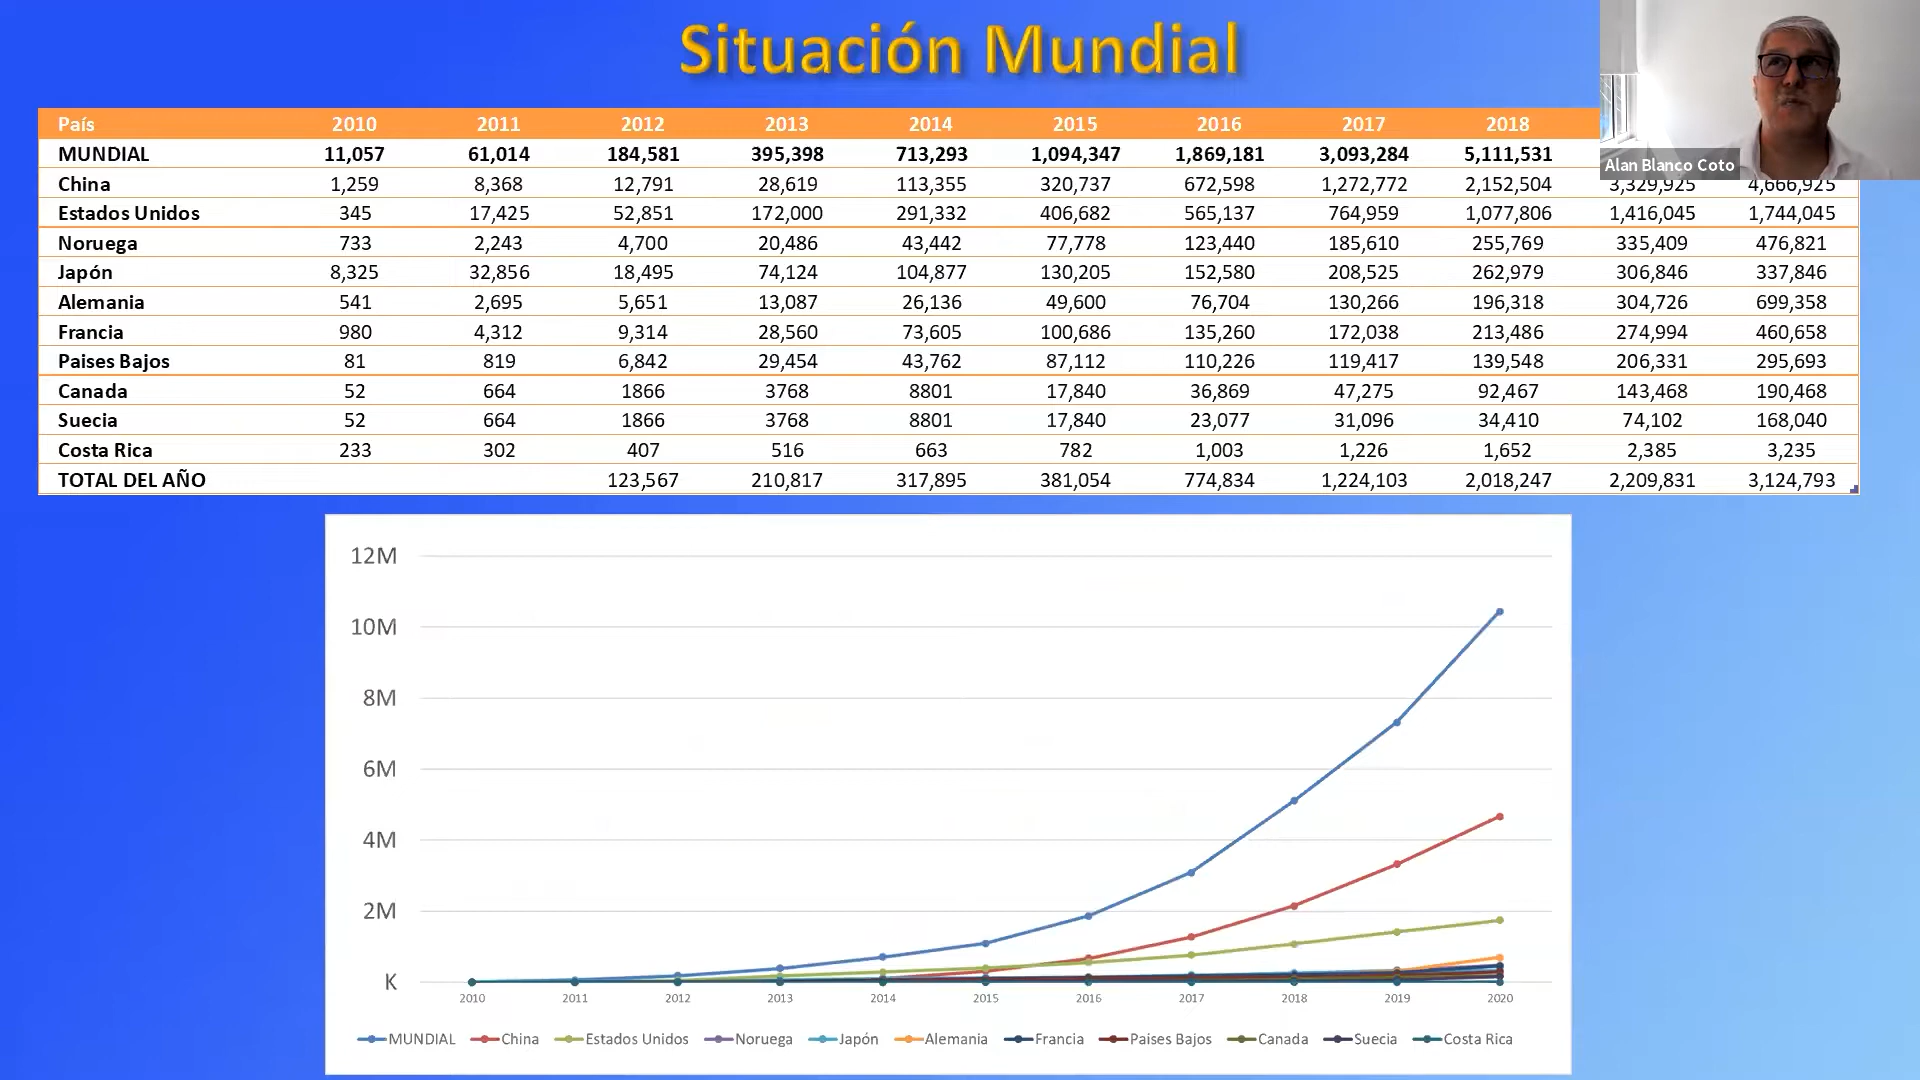 Situación Mundial
País 2010 2011 2012 2013 2014 2015 2016 2017 2018
MUNDIAL 11,057 61,014 184,581 395,398 713,293 1,094,347 1,869,181 3,093,284 5,111,531
Alan Blanco Coto
China 1,259 8,368 12,791 28,619 113,355 320,737 672,598 1,272,772 2,152,504 3,329,925 4,666,925
Estados Unidos 345 17,425 52,851 172,000 291,332 406,682 565,137 764,959 1,077,806 1,416,045 1,744,045
Noruega 733 2,243 4,700 20,486 43,442 77,778 123,440 185,610 255,769 335,409 476,821
Japón 8,325 32,856 18,495 74,124 104,877 130,205 152,580 208,525 262,979 306,846 337,846
Alemania 541 2,695 5,651 13,087 26,136 49,600 76,704 130,266 196,318 304,726 699,358
Francia 980 4,312 9,314 28,560 73,605 100,686 135,260 172,038 213,486 274,994 460,658
Paises Bajos 81 819 6,842 29,454 43,762 87,112 110,226 119,417 139,548 206,331 295,693
Canada 52 664 1866 3768 8801 17,840 36,869 47,275 92,467 143,468 190,468
Suecia 52 664 1866 3768 8801 17,840 23,077 31,096 34,410 74,102 168,040
Costa Rica 233 302 407 516 663 782 1,003 1,226 1,652 2,385 3,235
TOTAL DEL AÑO 123,567 210,817 317,895 381,054 774,834 1,224,103 2,018,247 2,209,831 3,124,793
12M
10M
8M
6M
4M
2M
K
2010 2011 2012 2013 2014 2015 2016 2017 2018 2019 2020
MUNDIAL China Estados Unidos Noruega Japón Alemania Francia Paises Bajos Canada Suecia Costa Rica